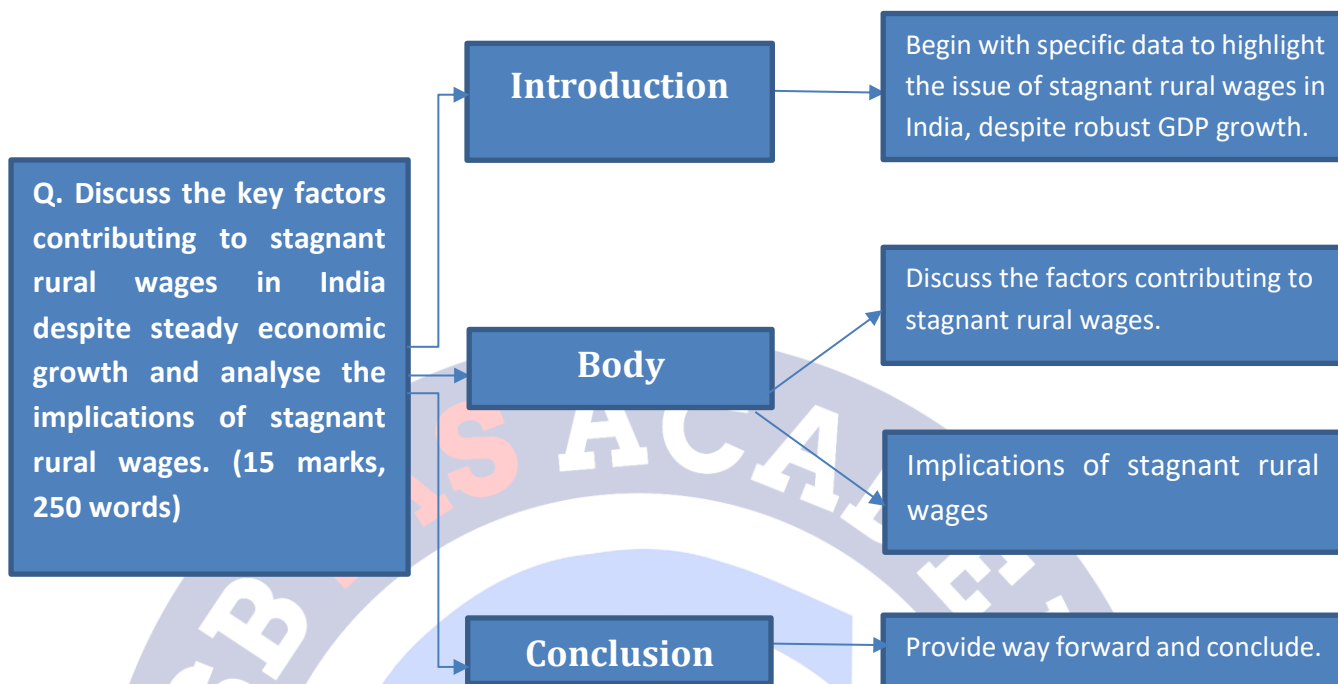 Q. Discuss the key factors
contributing to stagnant
rural wages in India
despite steady economic
growth and analyse the
implications of stagnant
rural wages. (15 marks,
250 words)
Introduction
Begin with specific data to highlight
the issue of stagnant rural wages in
India, despite robust GDP growth.
Body
Discuss the factors contributing to
stagnant rural wages.
Implications of stagnant rural
wages
Conclusion
Provide way forward and conclude.